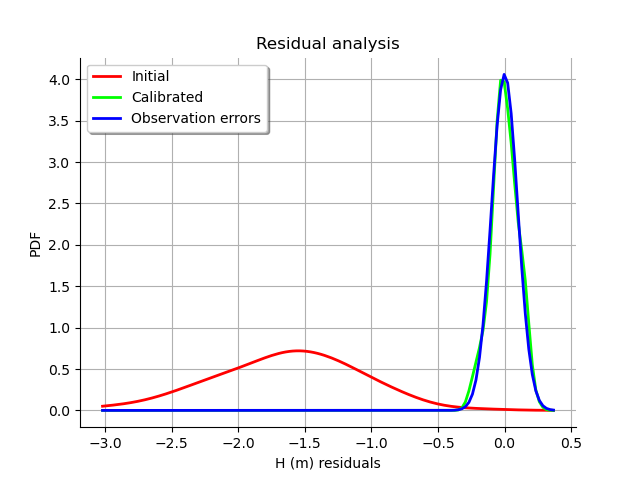 Residual analysis
Initial
Calibrated
Observation errors
PDF
4.0
3.5
3.0
2.5
2.0
1.5
1.0
0.5
0.0
−3.0 −2.5 −2.0 −1.5 −1.0 −0.5 0.0 0.5
H (m) residuals